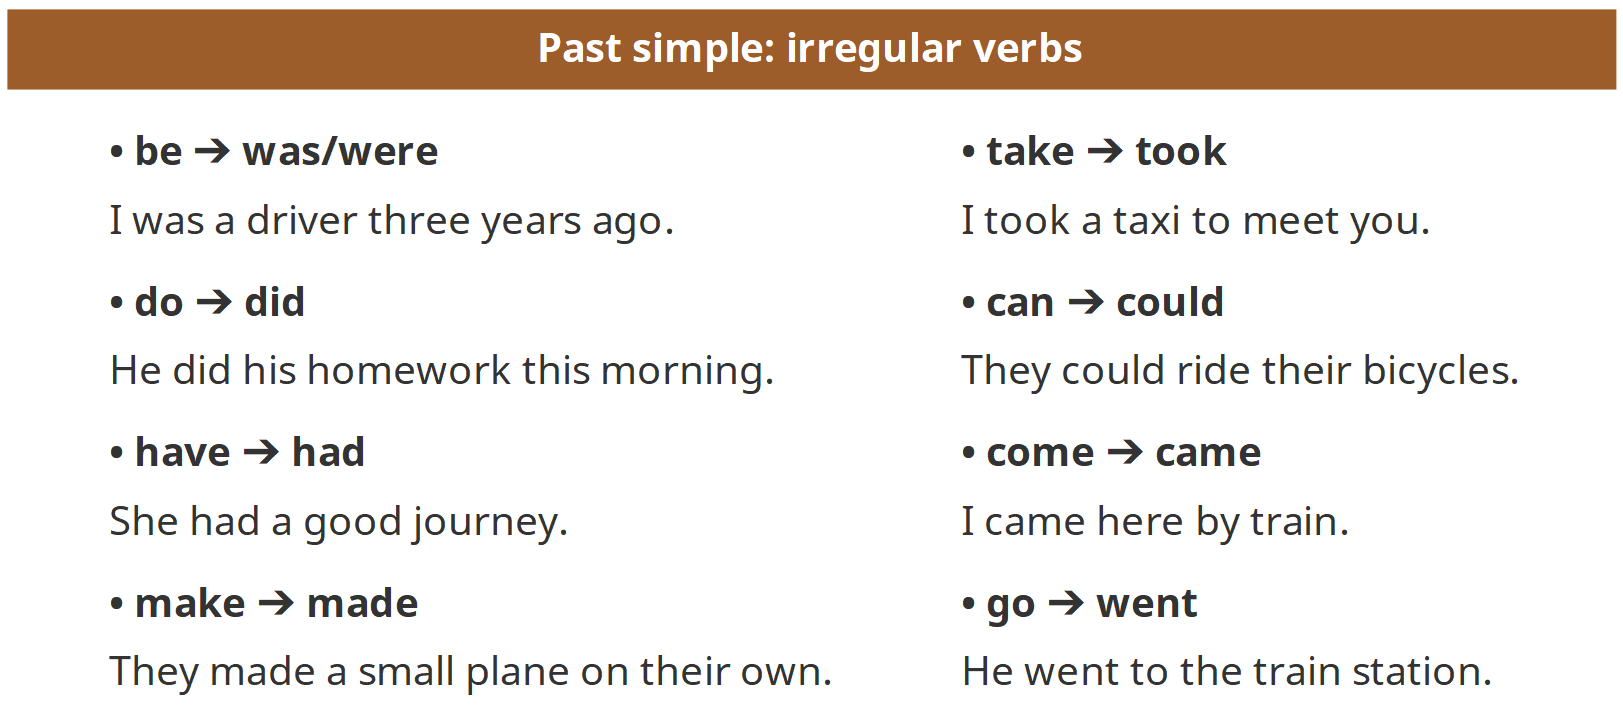 Past simple: irregular verbs
• be ➔ was/were
I was a driver three years ago.
• do ➔ did
He did his homework this morning.
• have ➔ had
She had a good journey.
• make ➔ made
They made a small plane on their own.
• take ➔ took
I took a taxi to meet you.
• can ➔ could
They could ride their bicycles.
• come ➔ came
I came here by train.
• go ➔ went
He went to the train station.